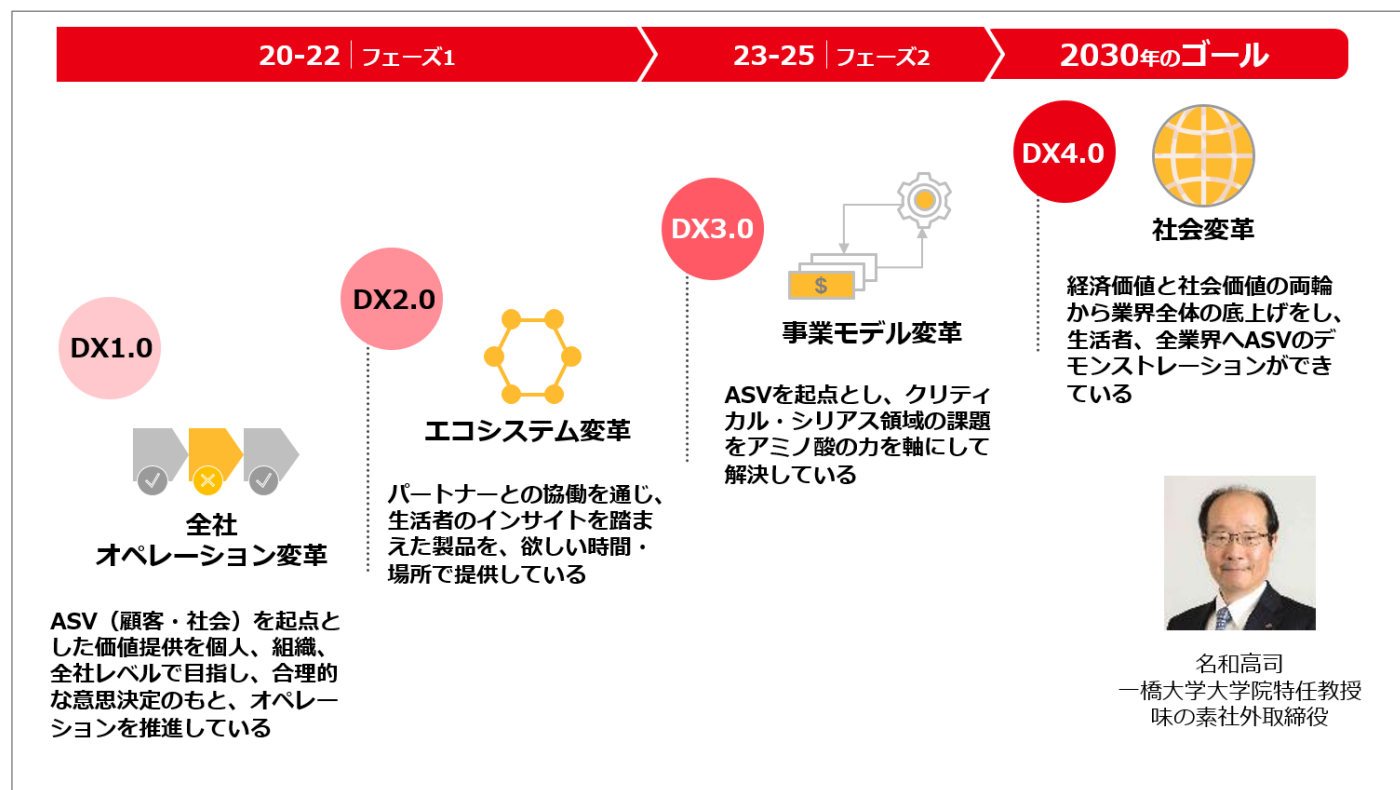 20-22｜フェーズ1
23-25｜フェーズ2
2030年のゴール
DX1.0
全社
オペレーション変革
ASV（顧客・社会）を起点と
した価値提供を個人、組織、
全社レベルで目指し、合理的
な意思決定のもと、オペレー
ションを推進している
DX2.0
エコシステム変革
パートナーとの協働を通じ、
生活者のインサイトを踏ま
えた製品を、欲しい時間・
場所で提供している
DX3.0
$
事業モデル変革
ASVを起点とし、クリティ
カル・シリアス領域の課題
をアミノ酸の力を軸にして
解決している
DX4.0
社会変革
経済価値と社会価値の両輪
から業界全体の底上げをし、
生活者、全業界へASVのデ
モンストレーションができ
ている
名和高司
一橋大学大学院特任教授
味の素社外取締役